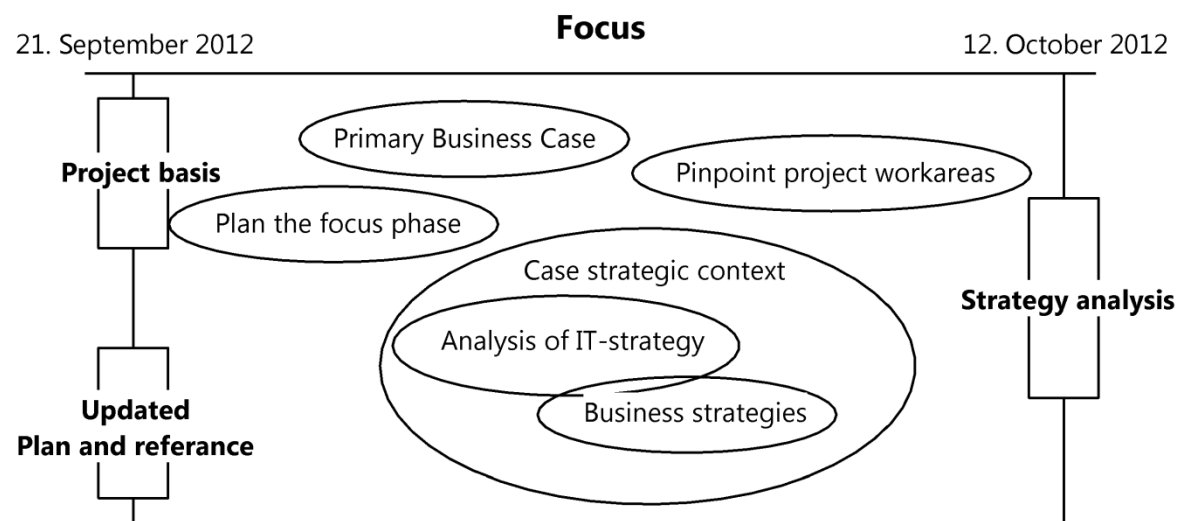 Focus
21. September 2012
12. October 2012
Primary Business Case
Project basis
Pinpoint project workareas
Plan the focus phase
Case strategic context
Strategy analysis
Analysis of IT-strategy
Updated
Plan and referance
Business strategies